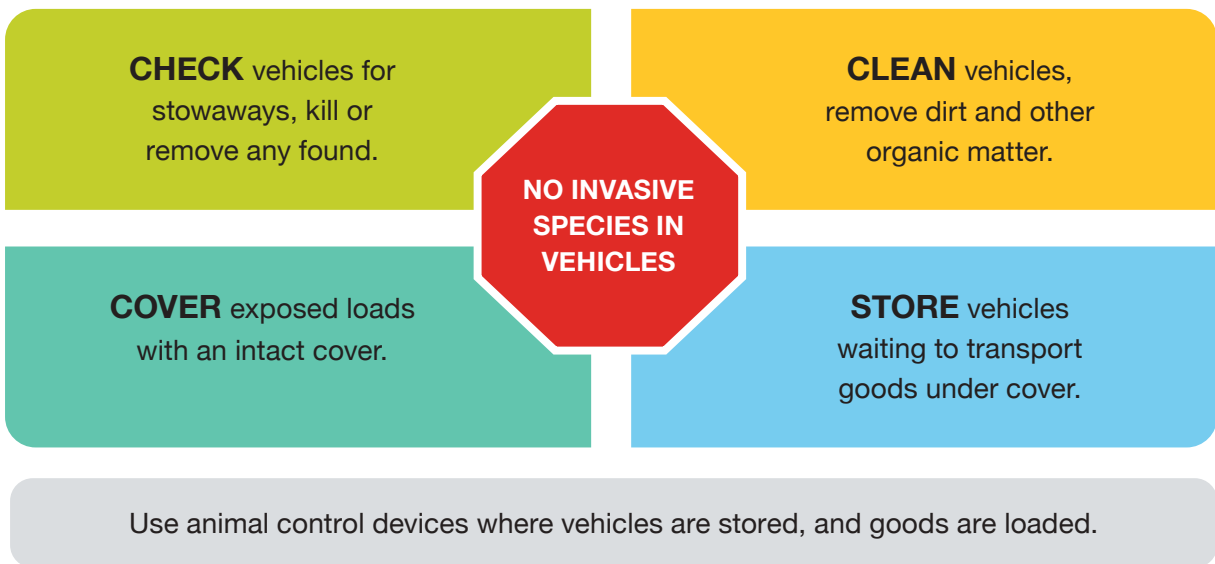 CHECK vehicles for
stowaways, kill or
remove any found.
CLEAN vehicles,
remove dirt and other
organic matter.
NO INVASIVE
SPECIES IN
VEHICLES
COVER exposed loads
with an intact cover.
STORE vehicles
waiting to transport
goods under cover.
Use animal control devices where vehicles are stored, and goods are loaded.